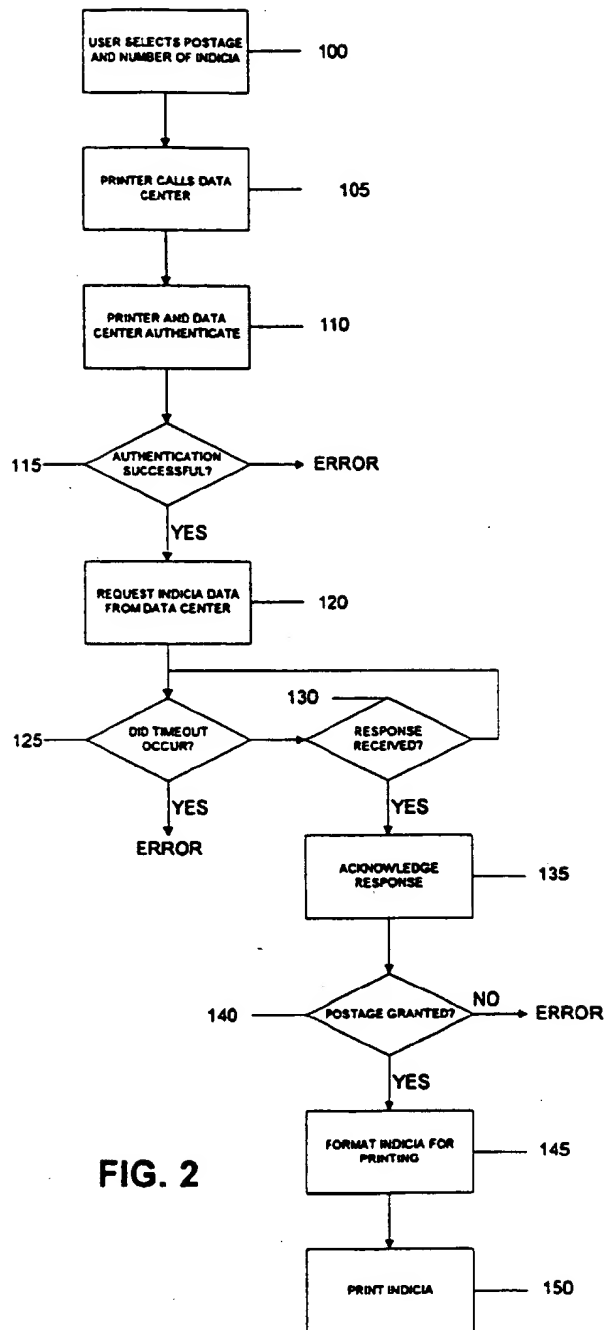 USER SELECTS POSTAGE
AND NUMBER OF INDICIA
100
PRINTER CALLS DATA
CENTER
105
PRINTER AND DATA
CENTER AUTHENTICATE
110
115
AUTHENTICATION
SUCCESSFUL?
ERROR
YES
REQUEST INDICIA DATA
FROM DATA CENTER
120
130
125
DID TIMEOUT
OCCUR?
RESPONSE
RECEIVED?
YES
YES
ERROR
ACKNOWLEDGE
RESPONSE
135
140
POSTAGE GRANTED?
NO
ERROR
YES
FORMAT INDICIA FOR
PRINTING
145
FIG. 2
PRINT INDICIA
150